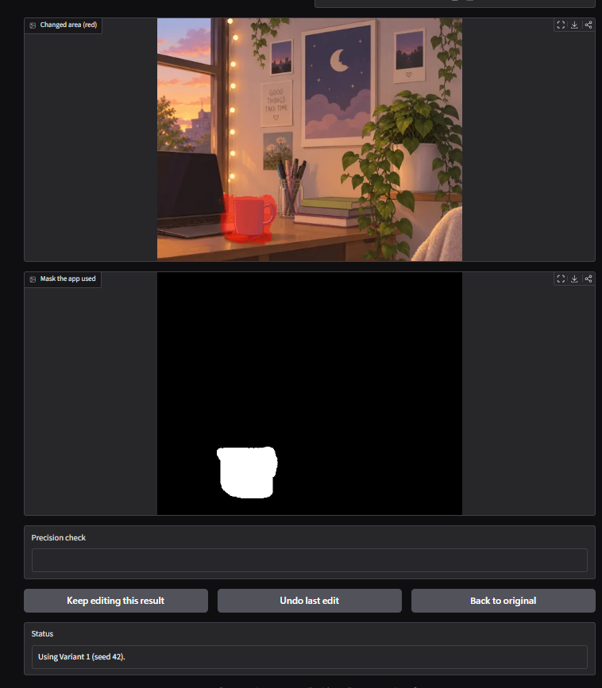 Changed area (red)
GOOD
THINGS
TAKE TIME
Mask the app used
Precision check
Keep editing this result
Undo last edit
Back to original
Status
Using Variant 1 (seed 42).